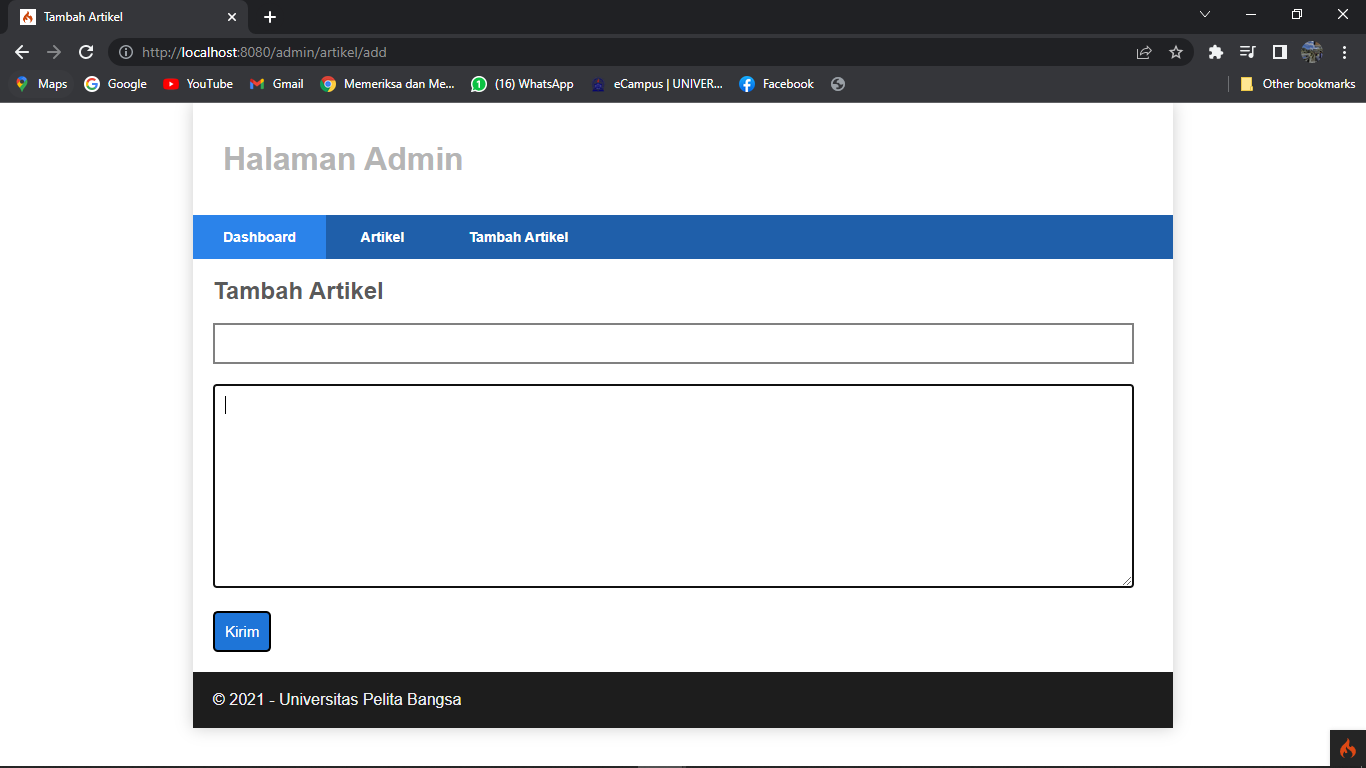 Tambah Artikel
http://localhost:8080/admin/artikel/add
Maps Google YouTube Gmail Memeriksa dan Me... (16) WhatsApp eCampus | UNIVER... Facebook Other bookmarks
Halaman Admin
Dashboard Artikel Tambah Artikel
Tambah Artikel
Kirim
© 2021 - Universitas Pelita Bangsa